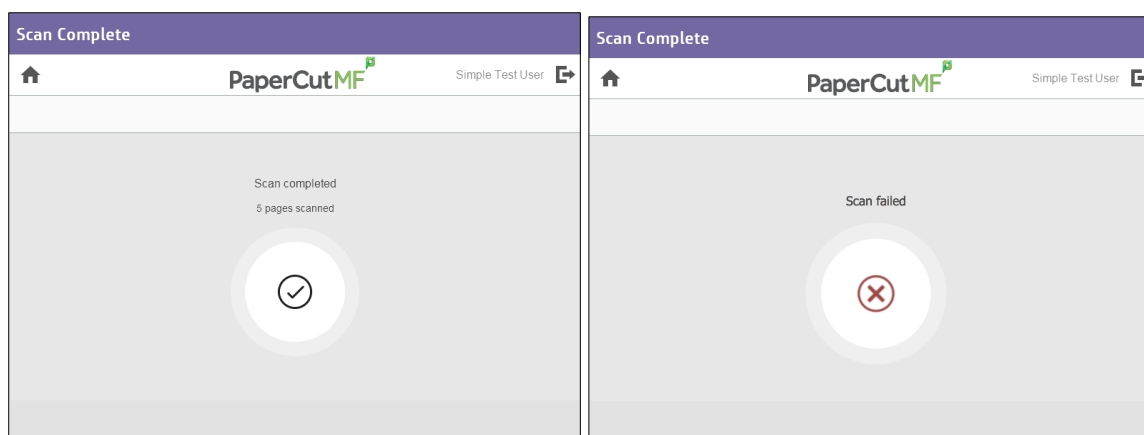 Scan Complete
PaperCutMF
Simple Test User
Scan completed
5 pages scanned
Scan Complete
PaperCutMF
Simple Test User
Scan failed